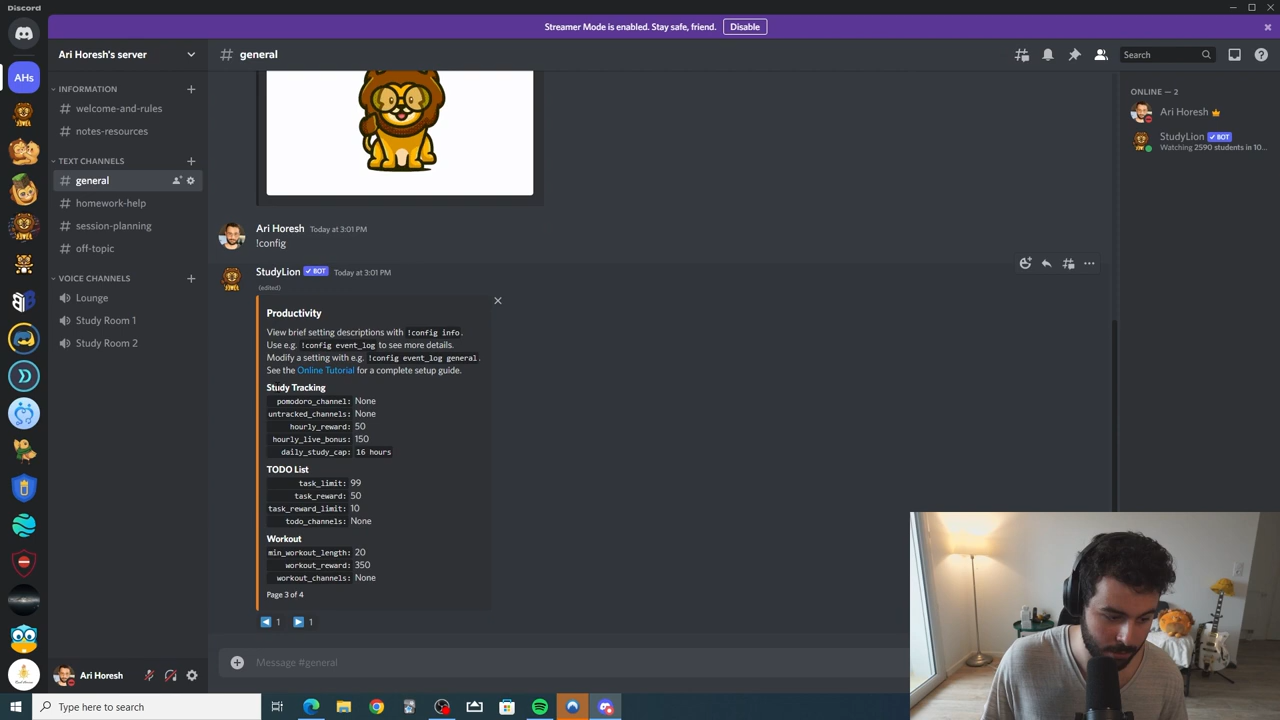 Discord
Streamer Mode is enabled. Stay safe, friend.
Disable
Ari Horesh's server
general
Search
INFORMATION
welcome-and-rules
notes-resources
TEXT CHANNELS
general
homework-help
session-planning
off-topic
VOICE CHANNELS
Lounge
Study Room 1
Study Room 2
AHs
Ari Horesh Today at 3:01 PM
!config
StudyLion BOT Today at 3:01 PM
(edited)
Productivity
View brief setting descriptions with !config info.
Use e.g. !config event_log to see more details.
Modify a setting with e.g. !config event_log general.
See the Online Tutorial for a complete setup guide.
Study Tracking
pomodoro_channel: None
untracked_channels: None
hourly_reward: 50
hourly_live_bonus: 150
daily_study_cap: 16 hours
TODO List
task_limit: 99
task_reward: 50
task_reward_limit: 10
todo_channels: None
Workout
min_workout_length: 20
workout_reward: 350
workout_channels: None
Page 3 of 4
1
1
Message #general
ONLINE — 2
Ari Horesh
StudyLion BOT
Watching 2590 students in 10...
Ari Horesh
Type here to search